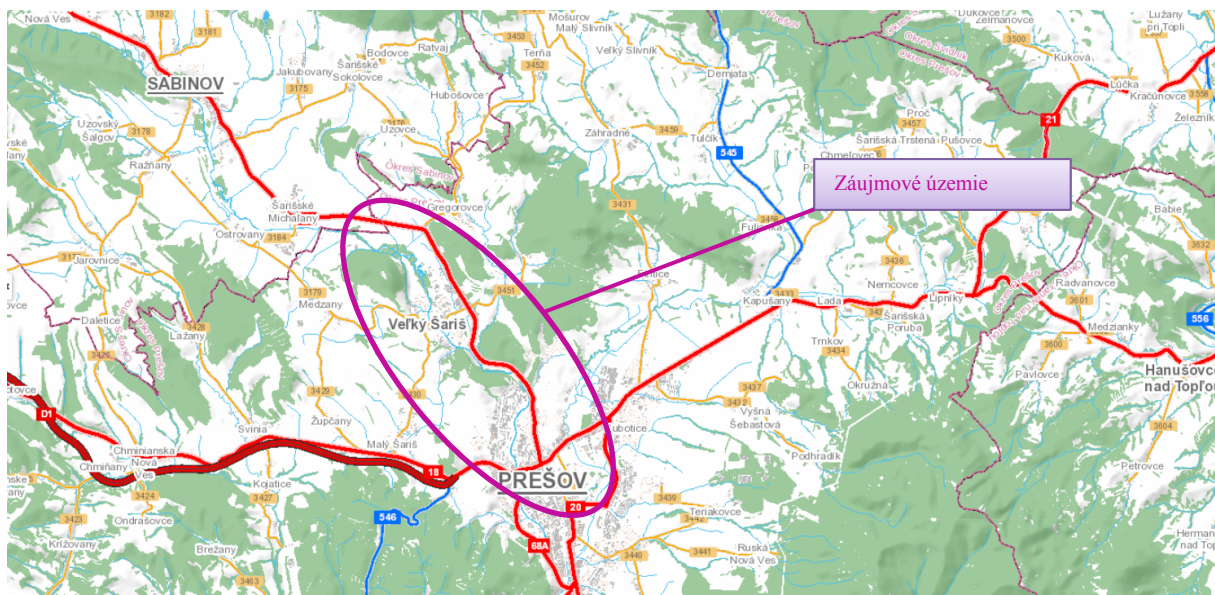 Nová Ves
3182
3181
Mošurov
Malý Slivník
Dukovce
Želmanovce
Lužany
pri Topli
3453
Ratvaj
Terňa
Bodovce
Veľký Slivník
3500
Okres Svidník
Okres Prešov
Kuková
SABINOV
Jakubovany
Šarišské
Sokolovce
3452
Demjata
Lúčka
Kračúnovce
3558
3175
Hubošovce
Uzovský
Šalgov
3178
3176
Uzovce
Záhradné
3459
Tulčík
Proč
3457
21
Železník
Ražňany
545
Šarišská Trstená
Pušovce
Chmeľovec
Okres Sabinov
Záujmové územie
Šarišské
Michaľany
Gregorovce
3431
3458
Fulianka
Babie
Ostrovany
3184
3632
Jarovnice
3436
3179
3451
Nemcovce
Radvanovce
Medzany
Kapušany
3433
Lada
Lipníky
3601
Daletice
3428
Veľký Šariš
Šarišská
Poruba
Medzianky
556
Lažany
Trnkov
3434
3600
3426
Pavlovce
Hanušovce
nad Topľou
3429
3437
Okružná
D1
Župčany
3432
Vyšná
Šebastová
3604
Svinia
Malý Šariš
Chminianska
Nová
Ves
Chmiňany
18
PREŠOV
Podhradík
Petrovce
Kojatice
3424
3427
20
3439
3423
Ondrašovce
546
3442
Teriakovce
Križovany
Brežany
68A
3440
3441
Ruská
Nová Ves
3463